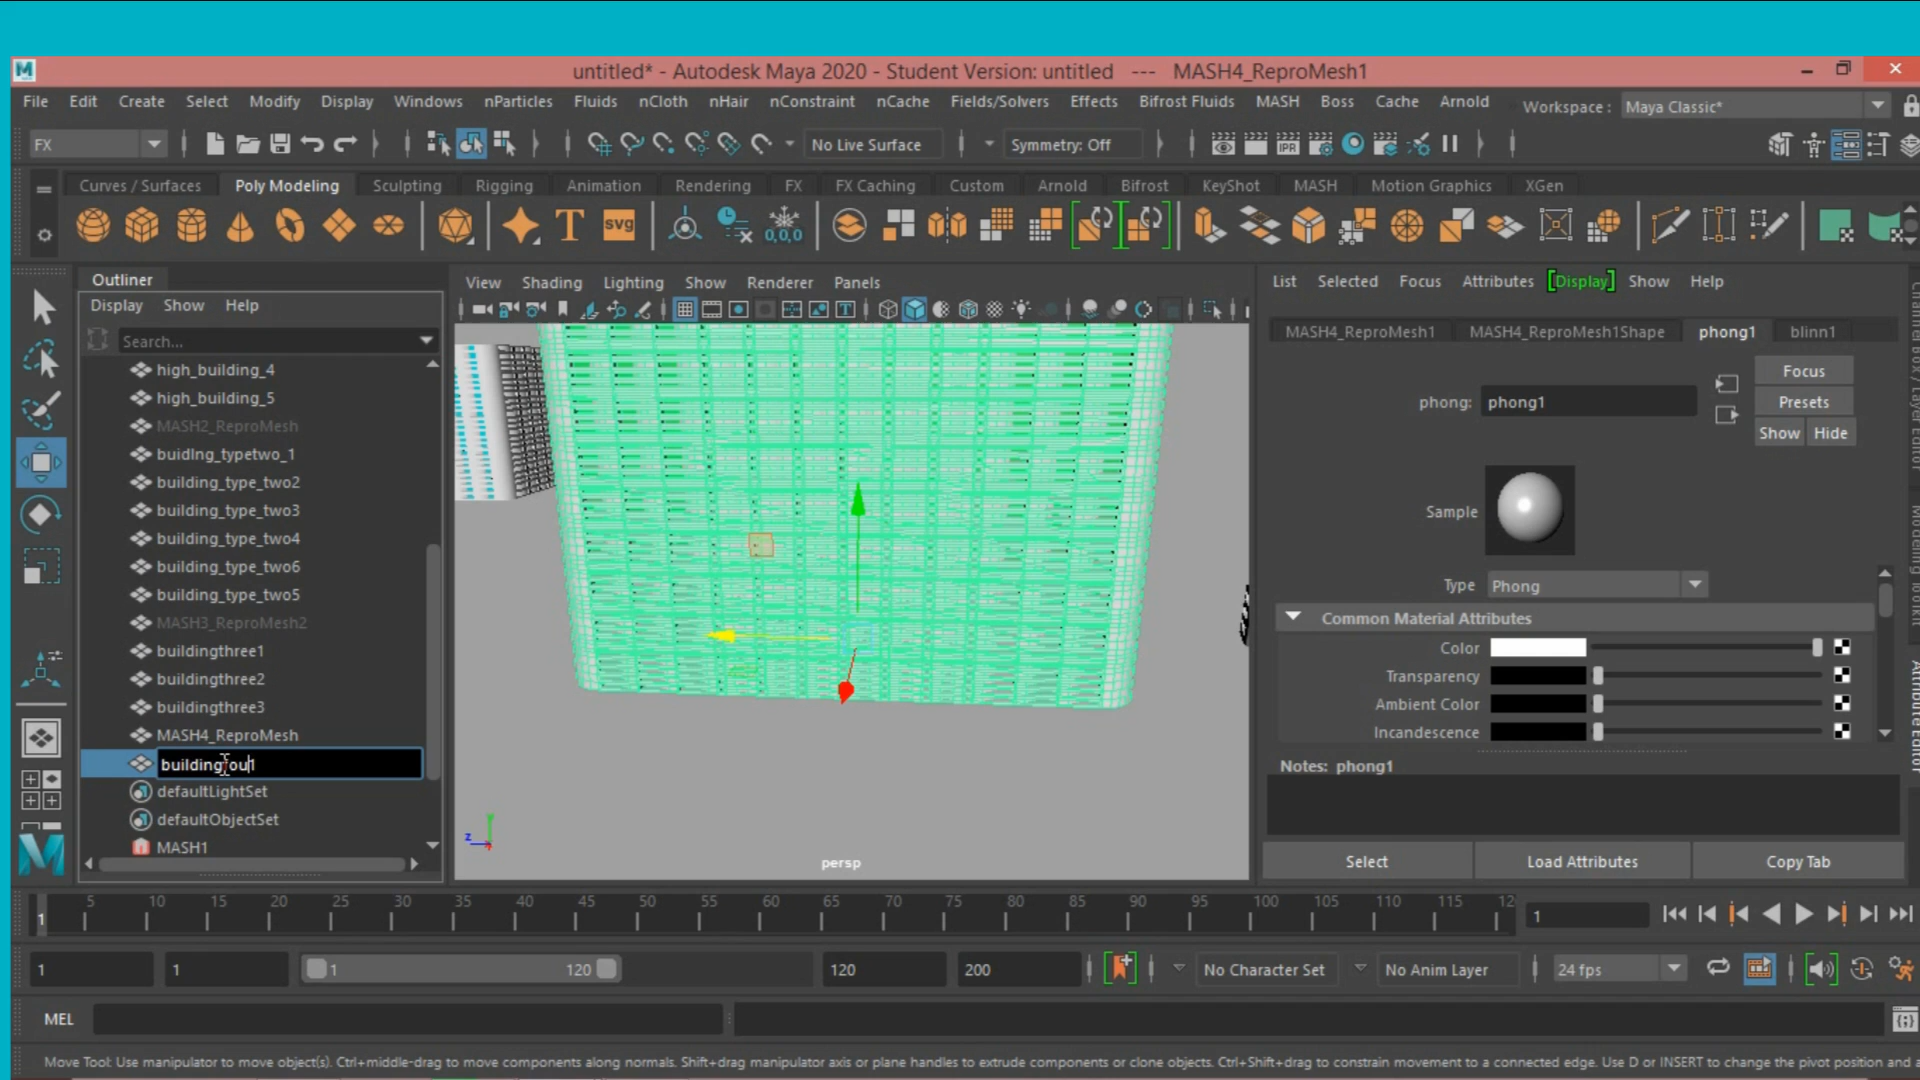 untitled* - Autodesk Maya 2020 - Student Version: untitled --- MASH4_ReproMesh1
File Edit Create Select Modify Display Windows nParticles Fluids nCloth nHair nConstraint nCache Fields/Solvers Effects Bifrost Fluids MASH Boss Cache Arnold Workspace : Maya Classic*
FX No Live Surface Symmetry: Off
IPR
Curves / Surfaces Poly Modeling Sculpting Rigging Animation Rendering FX FX Caching Custom Arnold Bifrost KeyShot MASH Motion Graphics XGen
T svg 0,0,0
Outliner
Display Show Help
Search...
high_building_4
high_building_5
MASH2_ReproMesh
buidlng_typetwo_1
building_type_two2
building_type_two3
building_type_two4
building_type_two6
building_type_two5
MASH3_ReproMesh2
buildingthree1
buildingthree2
buildingthree3
MASH4_ReproMesh
defaultLightSet
defaultObjectSet
MASH1
View Shading Lighting Show Renderer Panels
z
persp
List Selected Focus Attributes [Display] Show Help
MASH4_ReproMesh1 MASH4_ReproMesh1Shape phong1 blinn1
phong: phong1
Focus
Presets
Show Hide
Sample
Type Phong
Common Material Attributes
Color
Transparency
Ambient Color
Incandescence
Notes: phong1
Select Load Attributes Copy Tab
Attribute Editor
1 5 10 15 20 25 30 35 40 45 50 55 60 65 70 75 80 85 90 95 100 105 110 115 12 1
1 1 1 120 120 200 No Character Set No Anim Layer 24 fps
MEL
Move Tool: Use manipulator to move object(s). Ctrl+middle-drag to move components along normals. Shift+drag manipulator axis or plane handles to extrude components or clone objects. Ctrl+Shift+drag to constrain movement to a connected edge. Use D or INSERT to change the pivot position and a